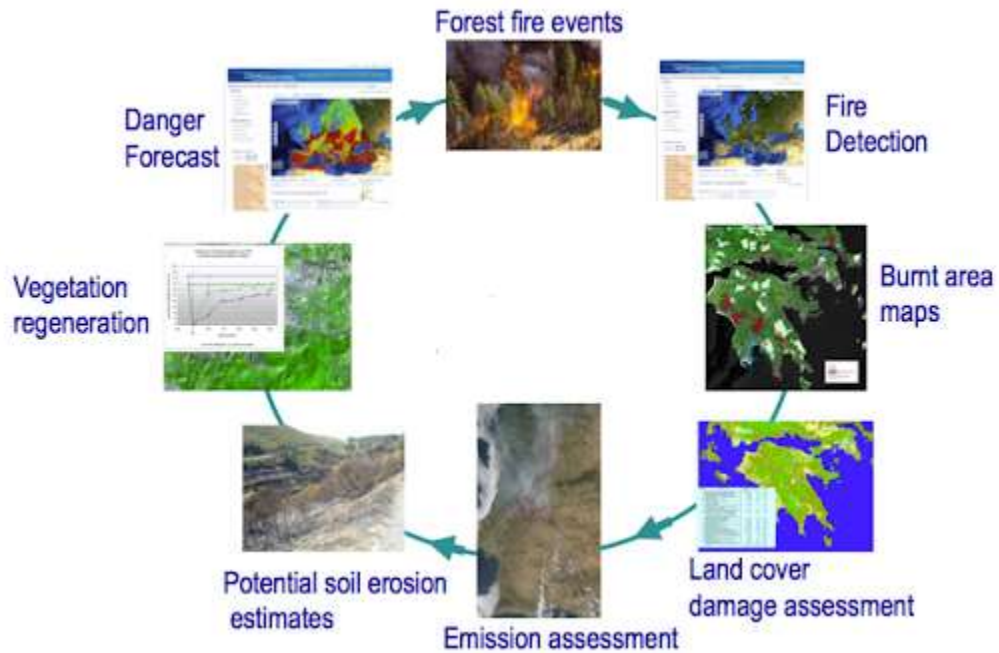 Forest fire events
Danger
Forecast
Fire
Detection
Vegetation
regeneration
Burnt area
maps
Potential soil erosion
estimates
Emission assessment
Land cover
damage assessment